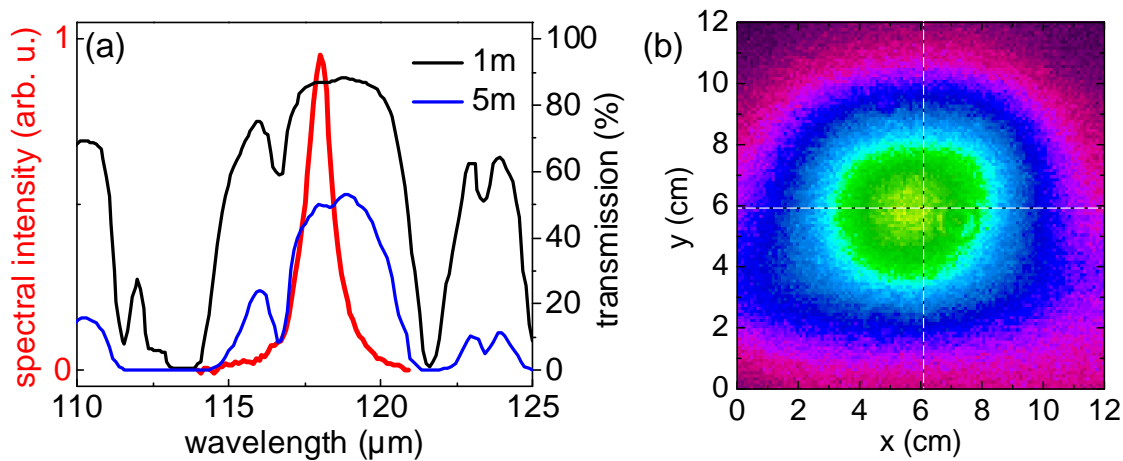 (a)
1m
5m
spectral intensity (arb. u.)
1
0
transmission (%)
100
80
60
40
20
0
110
115
120
125
wavelength (µm)
(b)
y (cm)
12
10
8
6
4
2
0
0
2
4
6
8
10
12
x (cm)